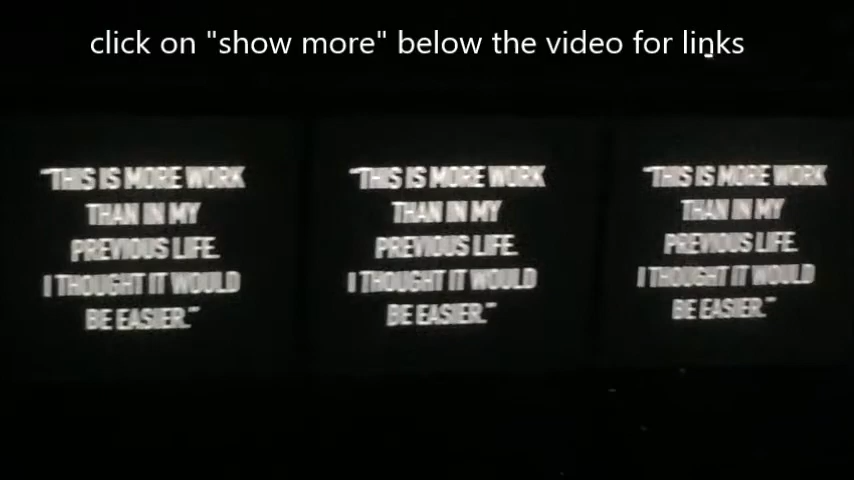 click on "show more" below the video for links
"THIS IS MORE WORK
THAN IN MY
PREVIOUS LIFE.
I THOUGHT IT WOULD
BE EASIER."
"THIS IS MORE WORK
THAN IN MY
PREVIOUS LIFE.
I THOUGHT IT WOULD
BE EASIER."
"THIS IS MORE WORK
THAN IN MY
PREVIOUS LIFE.
I THOUGHT IT WOULD
BE EASIER."